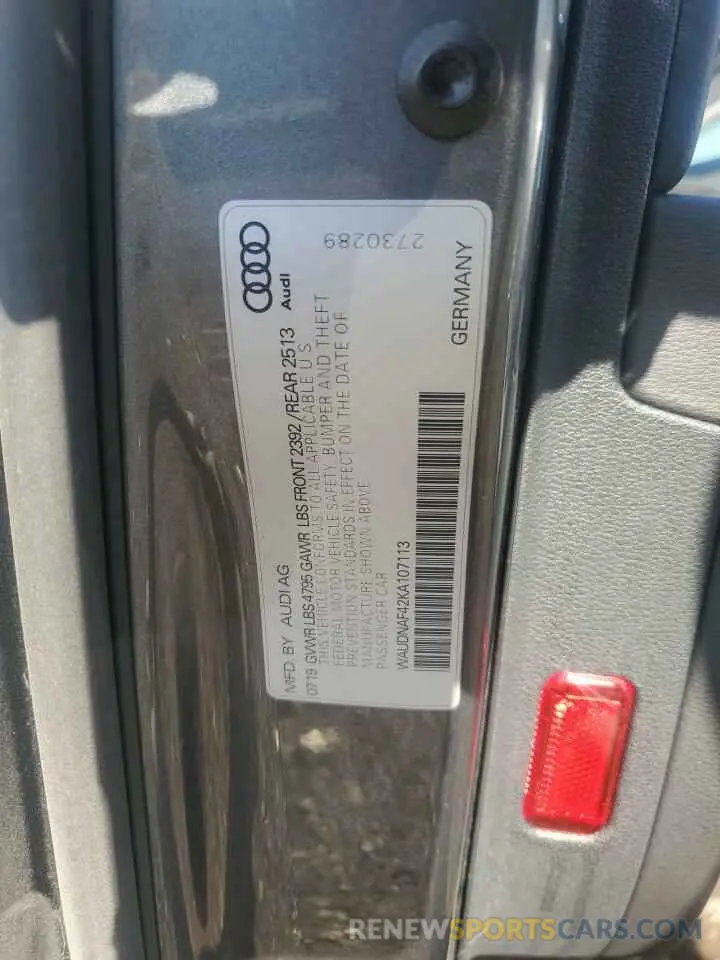 MFD. BY AUDI AG Audi
0719 GVWR LBS 4795 GAWR LBS FRONT 2392 /REAR 2513
THIS VEHICLE CONFORMS TO ALL APPLICABLE U S
FEDERAL MOTOR VEHICLE SAFETY, BUMPER AND THEFT
PREVENTION STANDARDS IN EFFECT ON THE DATE OF
MANUFACTURE SHOWN ABOVE
PASSENGER CAR
WAUDNAF42KA107113
GERMANY
2730289
RENEWSPORTSCARS.COM